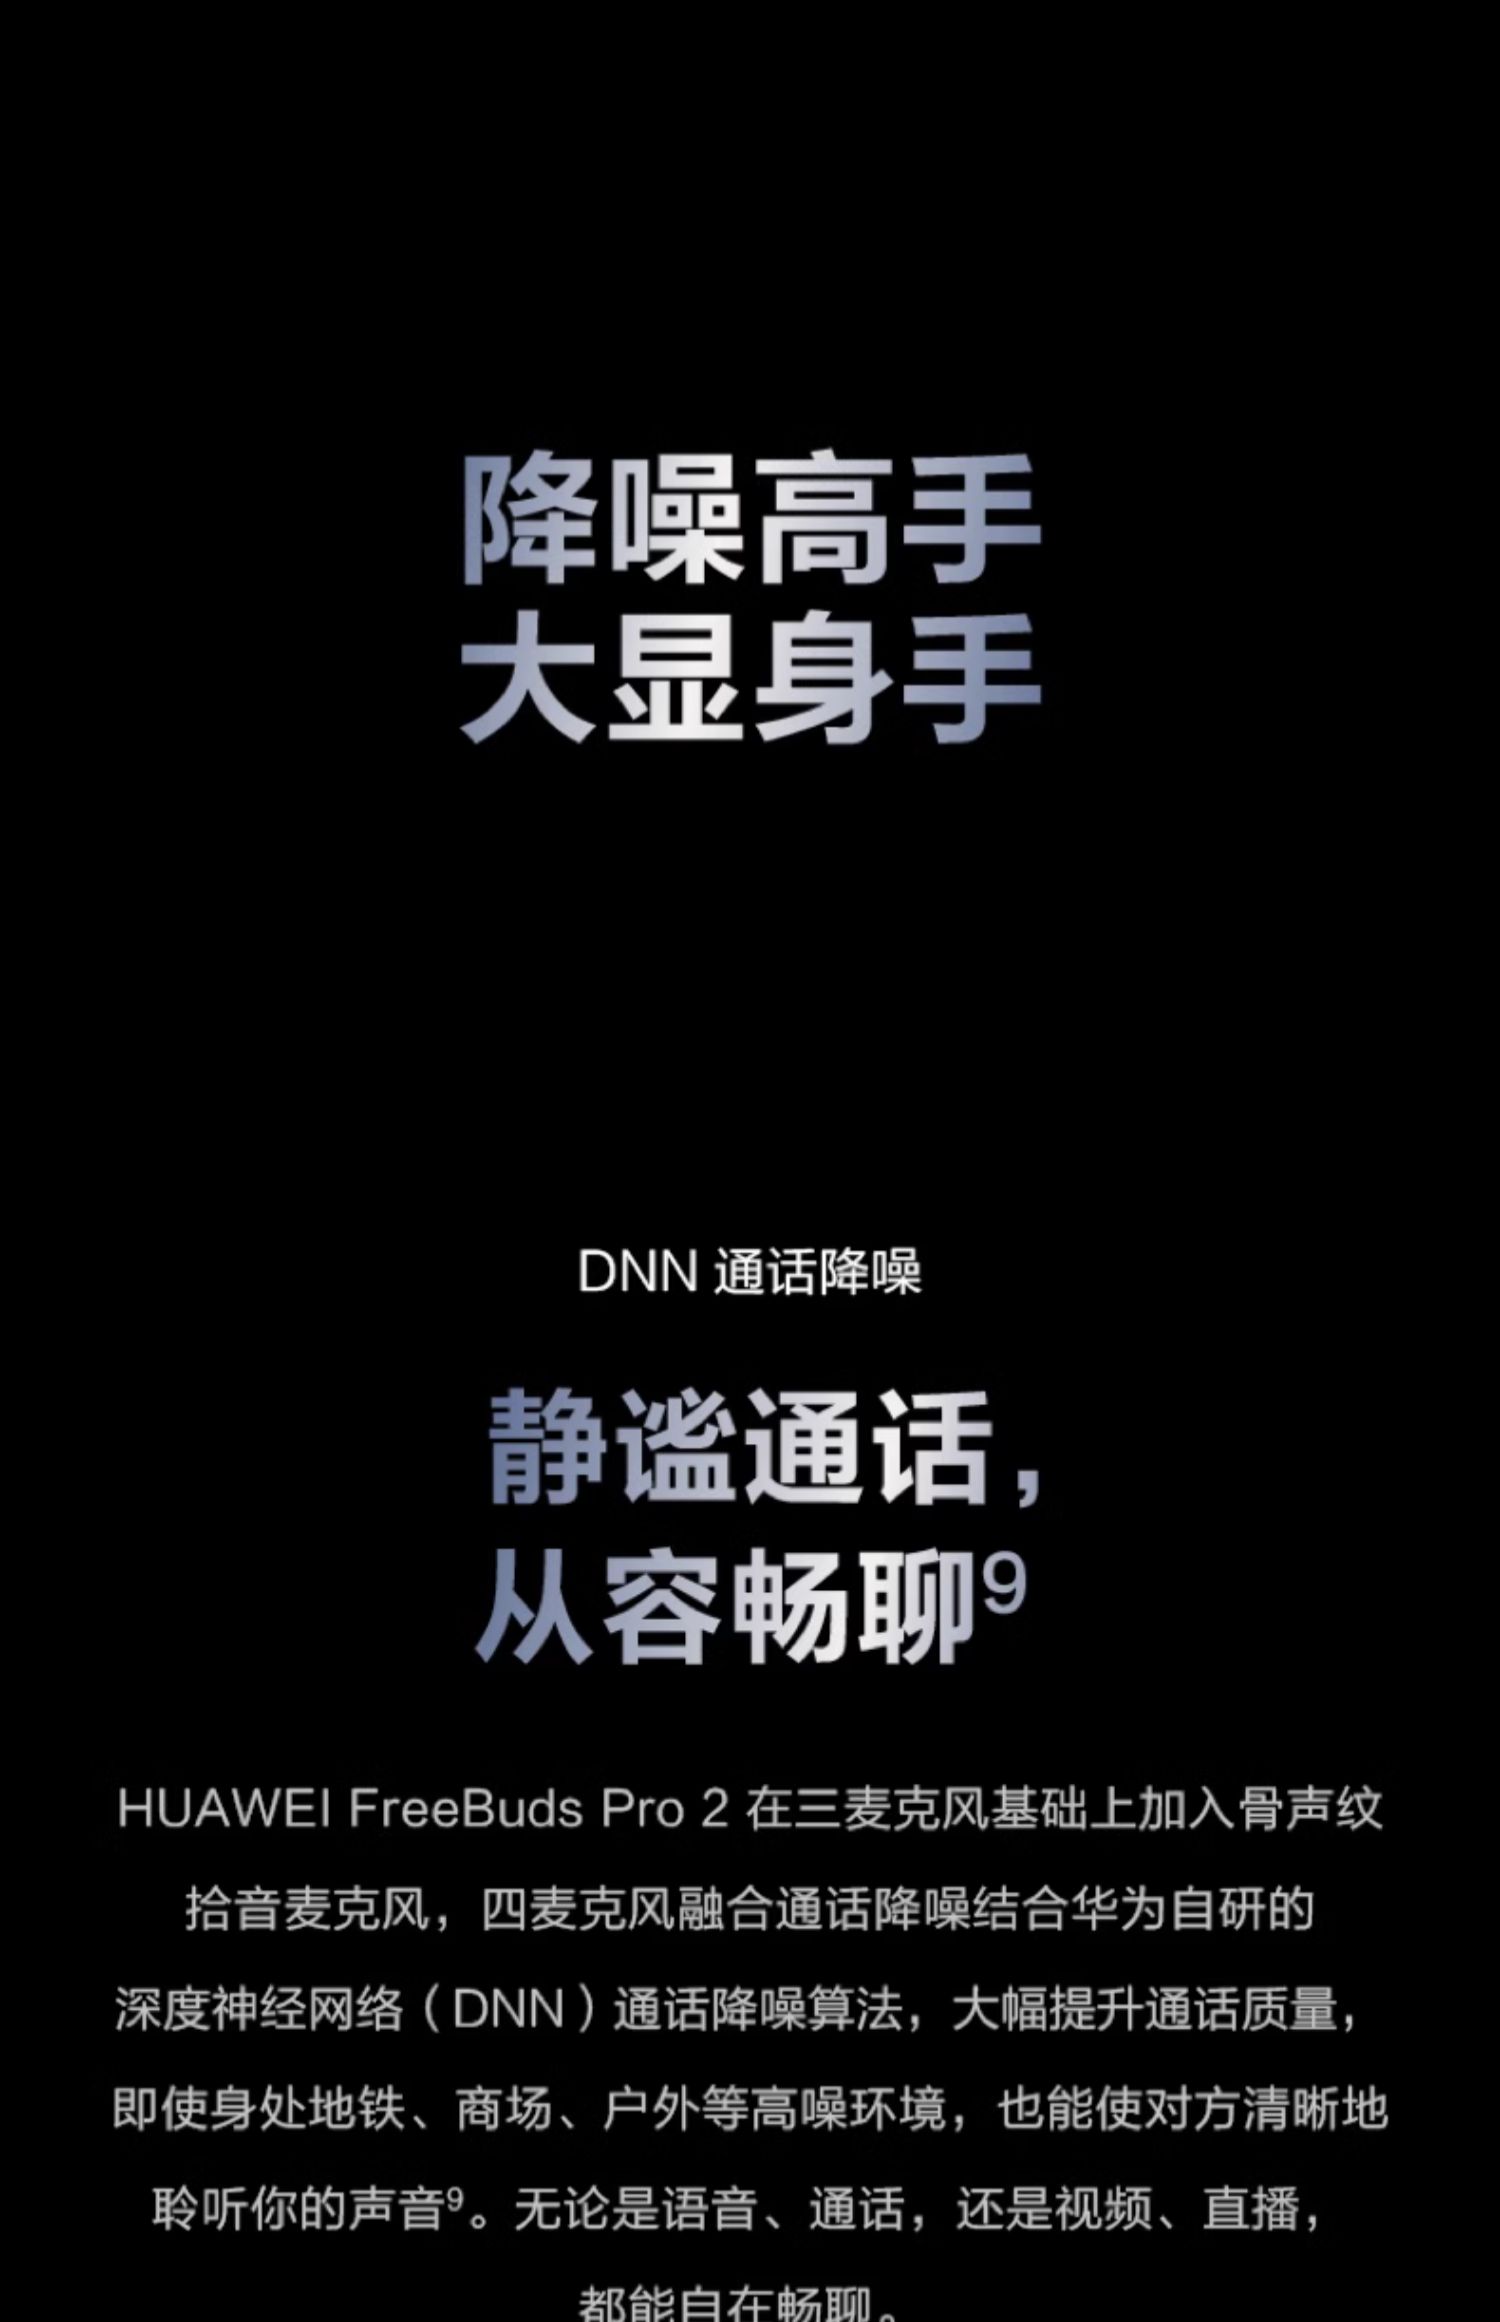 降噪高手
大显身手
DNN 通话降噪
静谧通话，
从容畅聊⁹
HUAWEI FreeBuds Pro 2 在三麦克风基础上加入骨声纹
拾音麦克风，四麦克风融合通话降噪结合华为自研的
深度神经网络（DNN）通话降噪算法，大幅提升通话质量，
即使身处地铁、商场、户外等高噪环境，也能使对方清晰地
聆听你的声音⁹。无论是语音、通话，还是视频、直播，
都能自在畅聊。